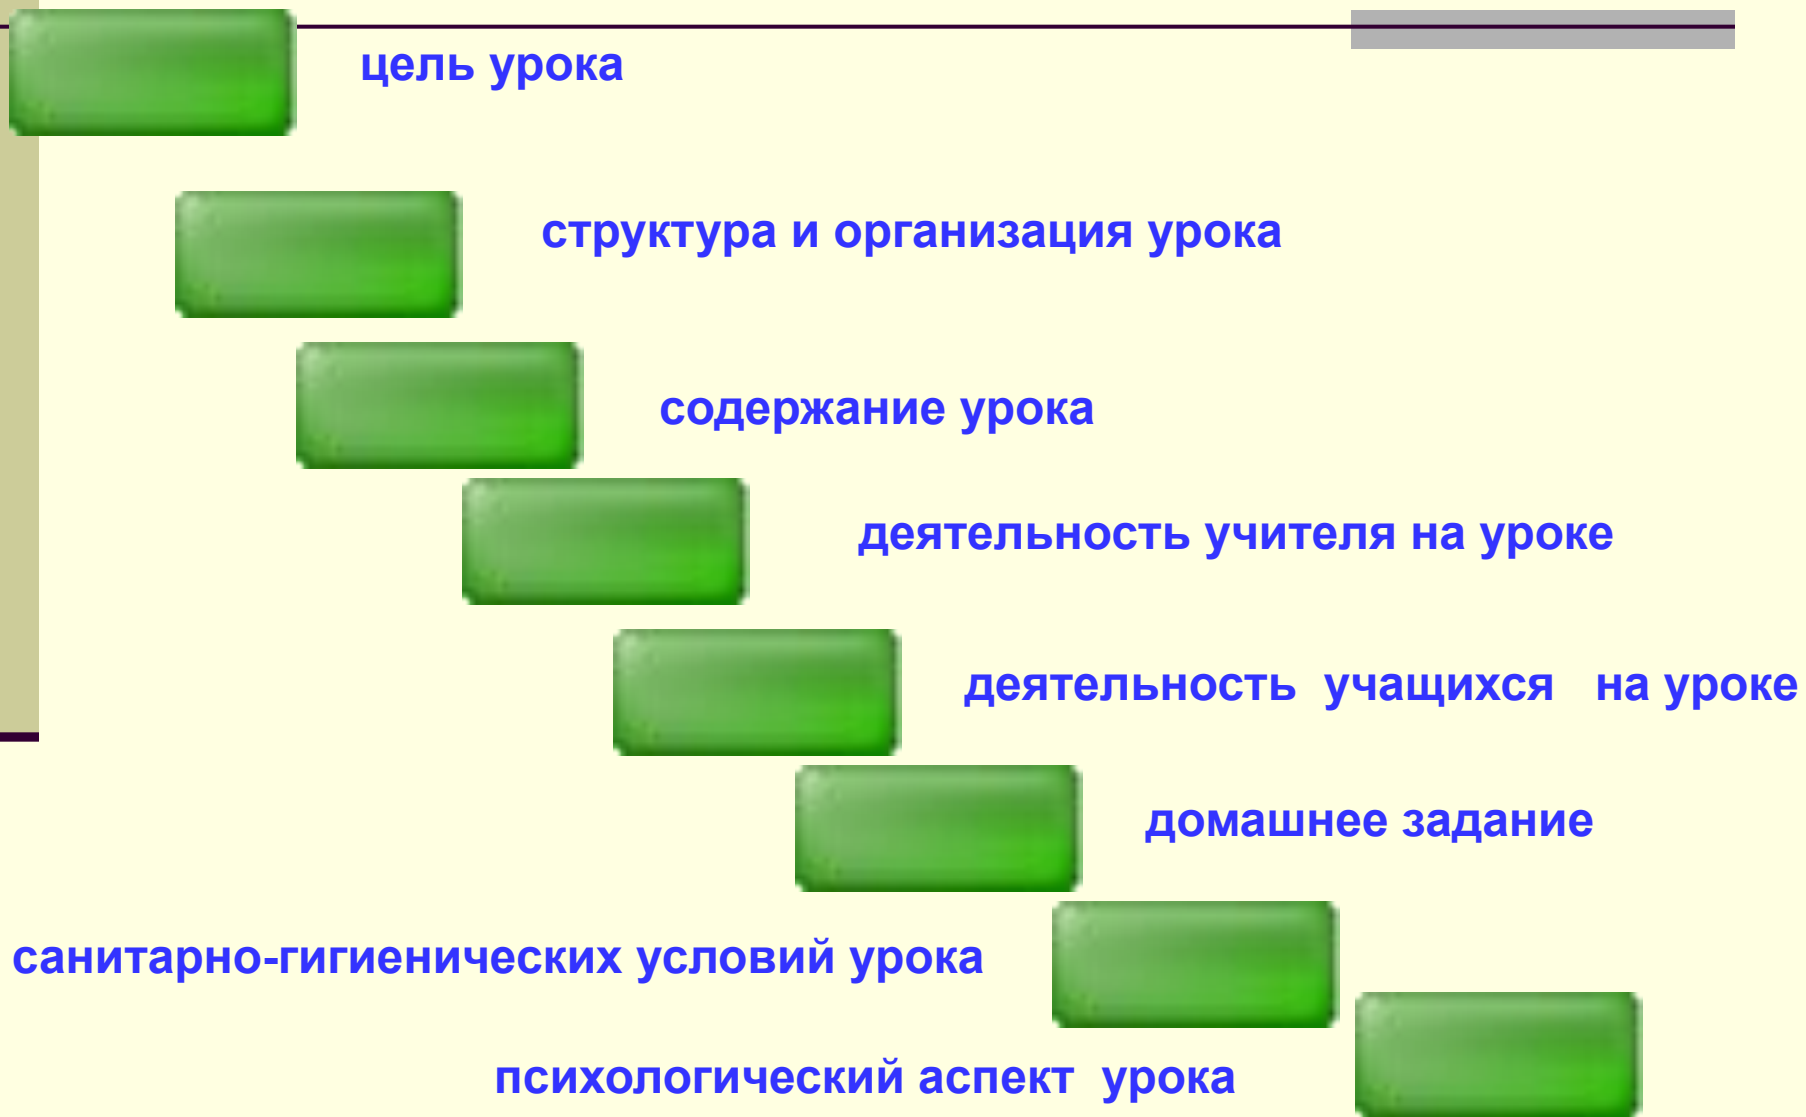 цель урока
структура и организация урока
содержание урока
деятельность учителя на уроке
деятельность учащихся на уроке
домашнее задание
санитарно-гигиенических условий урока
психологический аспект урока